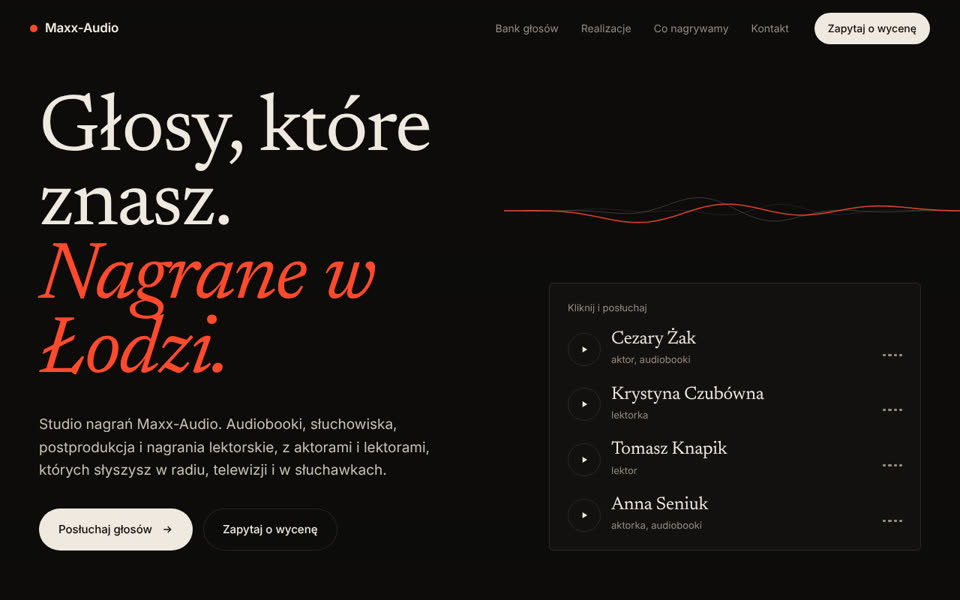 Maxx-Audio
Bank głosów
Realizacje
Co nagrywamy
Kontakt
Zapytaj o wycenę
Głosy, które
znasz.
Nagrane w
Łodzi.
Studio nagrań Maxx-Audio. Audiobooki, słuchowiska,
postprodukcja i nagrania lektorskie, z aktorami i lektorami,
których słyszysz w radiu, telewizji i w słuchawkach.
Posłuchaj głosów →
Zapytaj o wycenę
Kliknij i posłuchaj
Cezary Żak
aktor, audiobooki
Krystyna Czubówna
lektorka
Tomasz Knapik
lektor
Anna Seniuk
aktorka, audiobooki